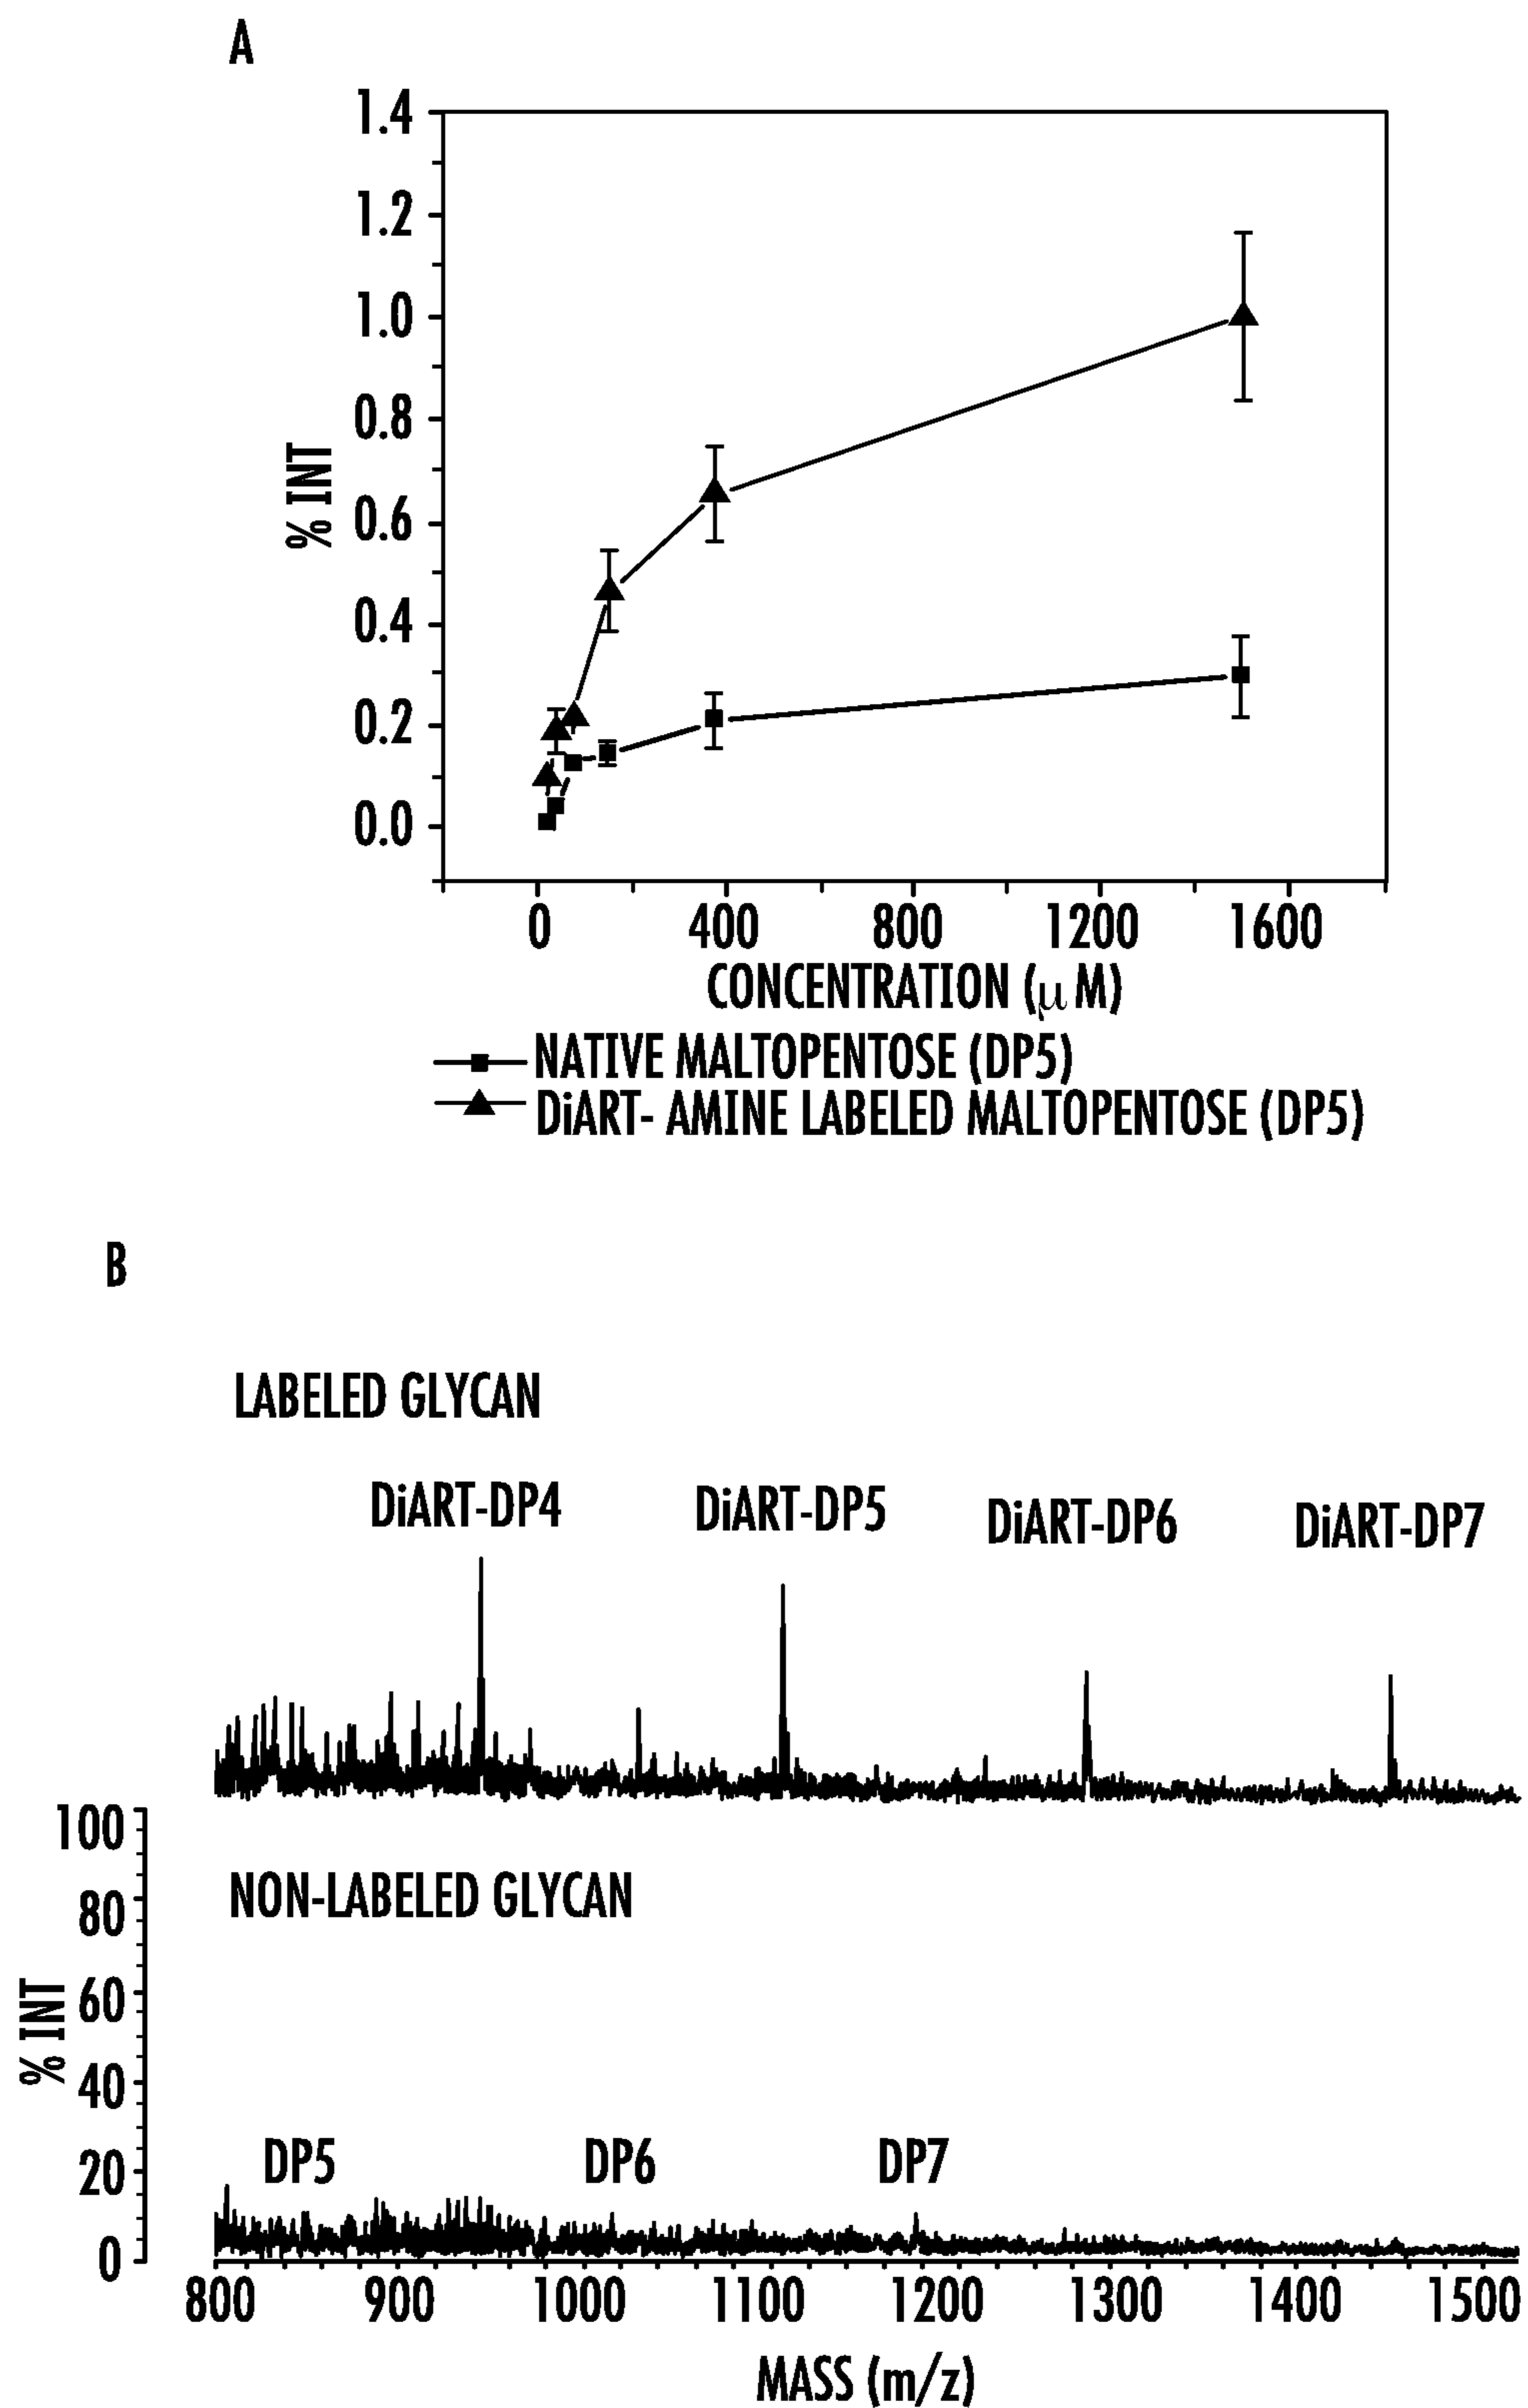 A
1.4
1.2
1.0
0.8
0.6
0.4
0.2
0.0
% INT
0 400 800 1200 1600
CONCENTRATION (μ M)
NATIVE MALTOPENTOSE (DP5)
DiART- AMINE LABELED MALTOPENTOSE (DP5)
B
LABELED GLYCAN
DiART-DP4 DiART-DP5 DiART-DP6 DiART-DP7
100
NON-LABELED GLYCAN
80
60
% INT
40
20
DP5 DP6 DP7
0
800 900 1000 1100 1200 1300 1400 1500
MASS (m/z)